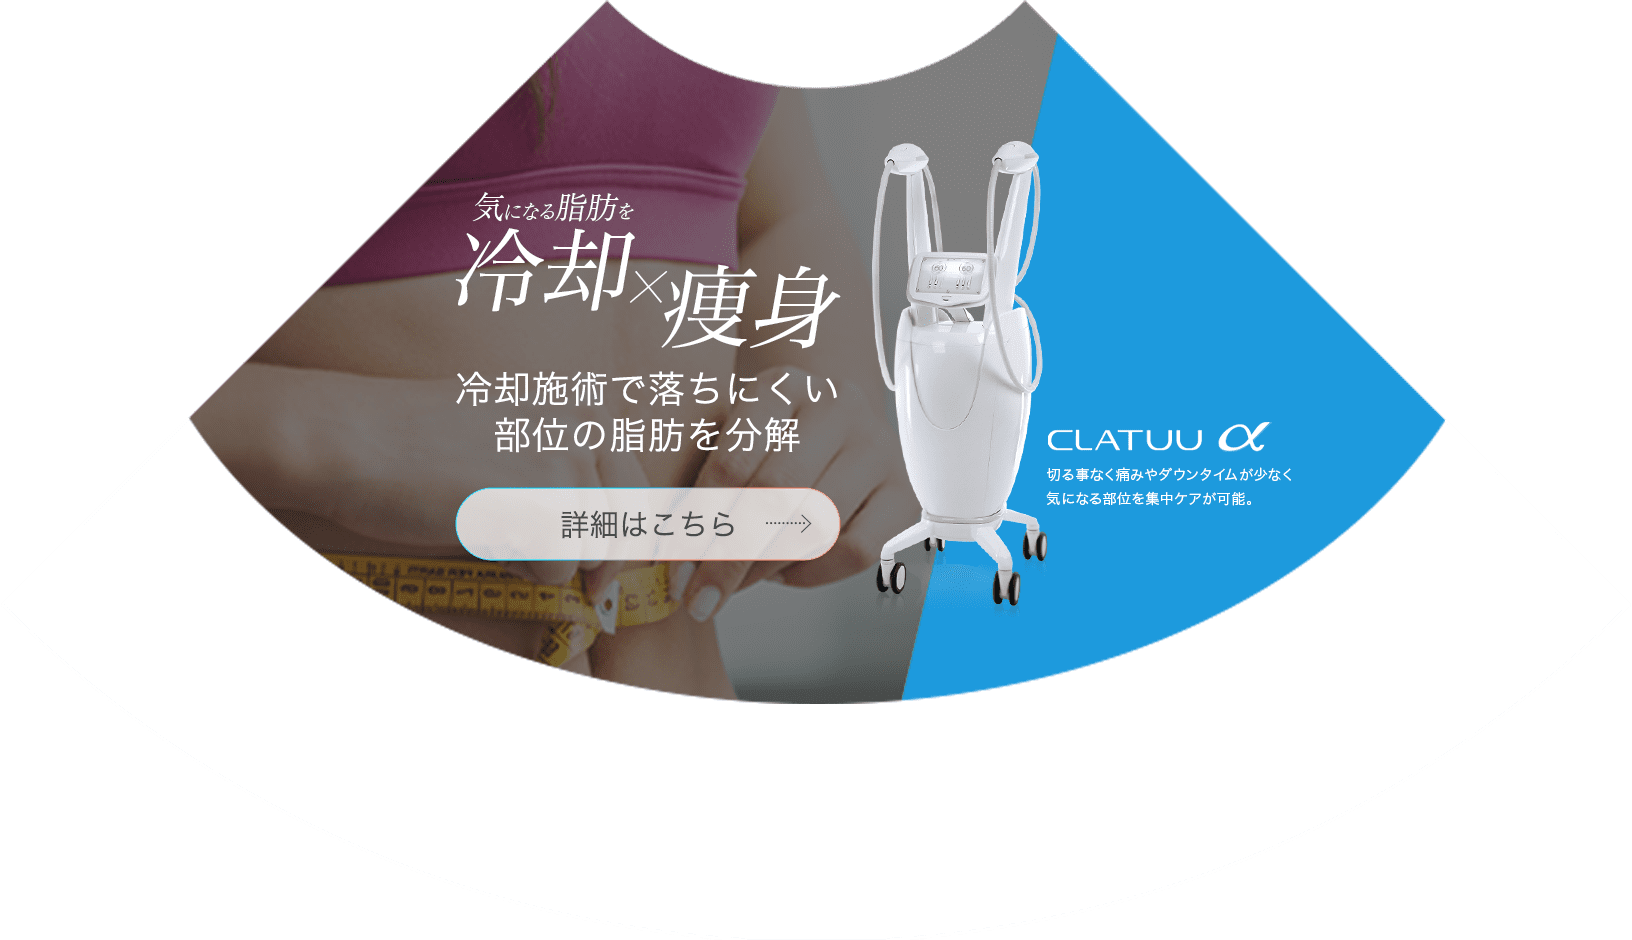 気になる脂肪を
冷却×痩身
冷却施術で落ちにくい
部位の脂肪を分解
詳細はこちら
CLATUU α
切る事なく痛みやダウンタイムが少なく
気になる部位を集中ケアが可能。